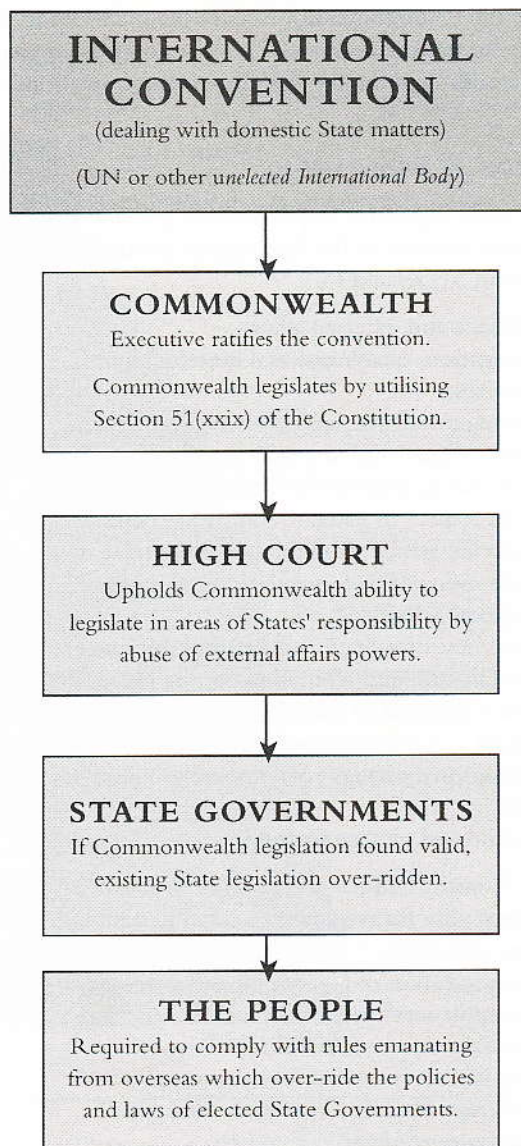 INTERNATIONAL
CONVENTION
(dealing with domestic State matters)
(UN or other unelected International Body)
COMMONWEALTH
Executive ratifies the convention.
Commonwealth legislates by utilising
Section 51(xxix) of the Constitution.
HIGH COURT
Upholds Commonwealth ability to
legislate in areas of States' responsibility by
abuse of external affairs powers.
STATE GOVERNMENTS
If Commonwealth legislation found valid,
existing State legislation over-ridden.
THE PEOPLE
Required to comply with rules emanating
from overseas which over-ride the policies
and laws of elected State Governments.